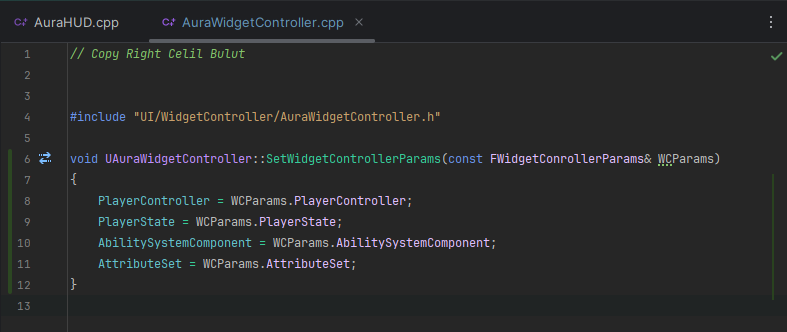 AuraHUD.cpp AuraWidgetController.cpp
1 // Copy Right Celil Bulut
2
3
4 #include "UI/WidgetController/AuraWidgetController.h"
5
6 void UAuraWidgetController::SetWidgetControllerParams(const FWidgetConrollerParams& WCParams)
7 {
8 PlayerController = WCParams.PlayerController;
9 PlayerState = WCParams.PlayerState;
10 AbilitySystemComponent = WCParams.AbilitySystemComponent;
11 AttributeSet = WCParams.AttributeSet;
12 }
13